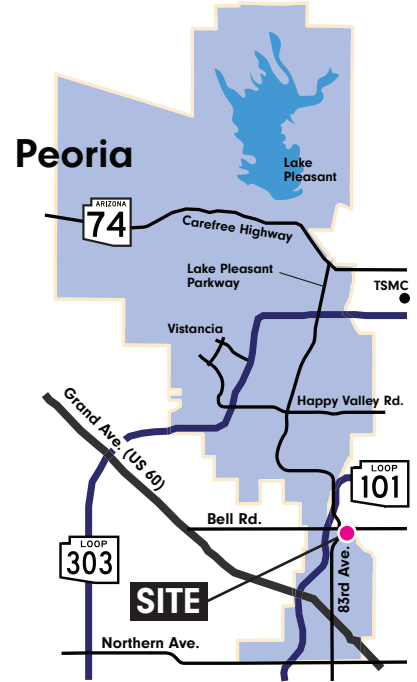 Peoria
Lake
Pleasant
ARIZONA
74
Carefree Highway
Lake Pleasant
Parkway
TSMC
Vistancia
Happy Valley Rd.
Grand Ave. (US 60)
LOOP
101
Bell Rd.
LOOP
303
SITE
83rd Ave.
Northern Ave.